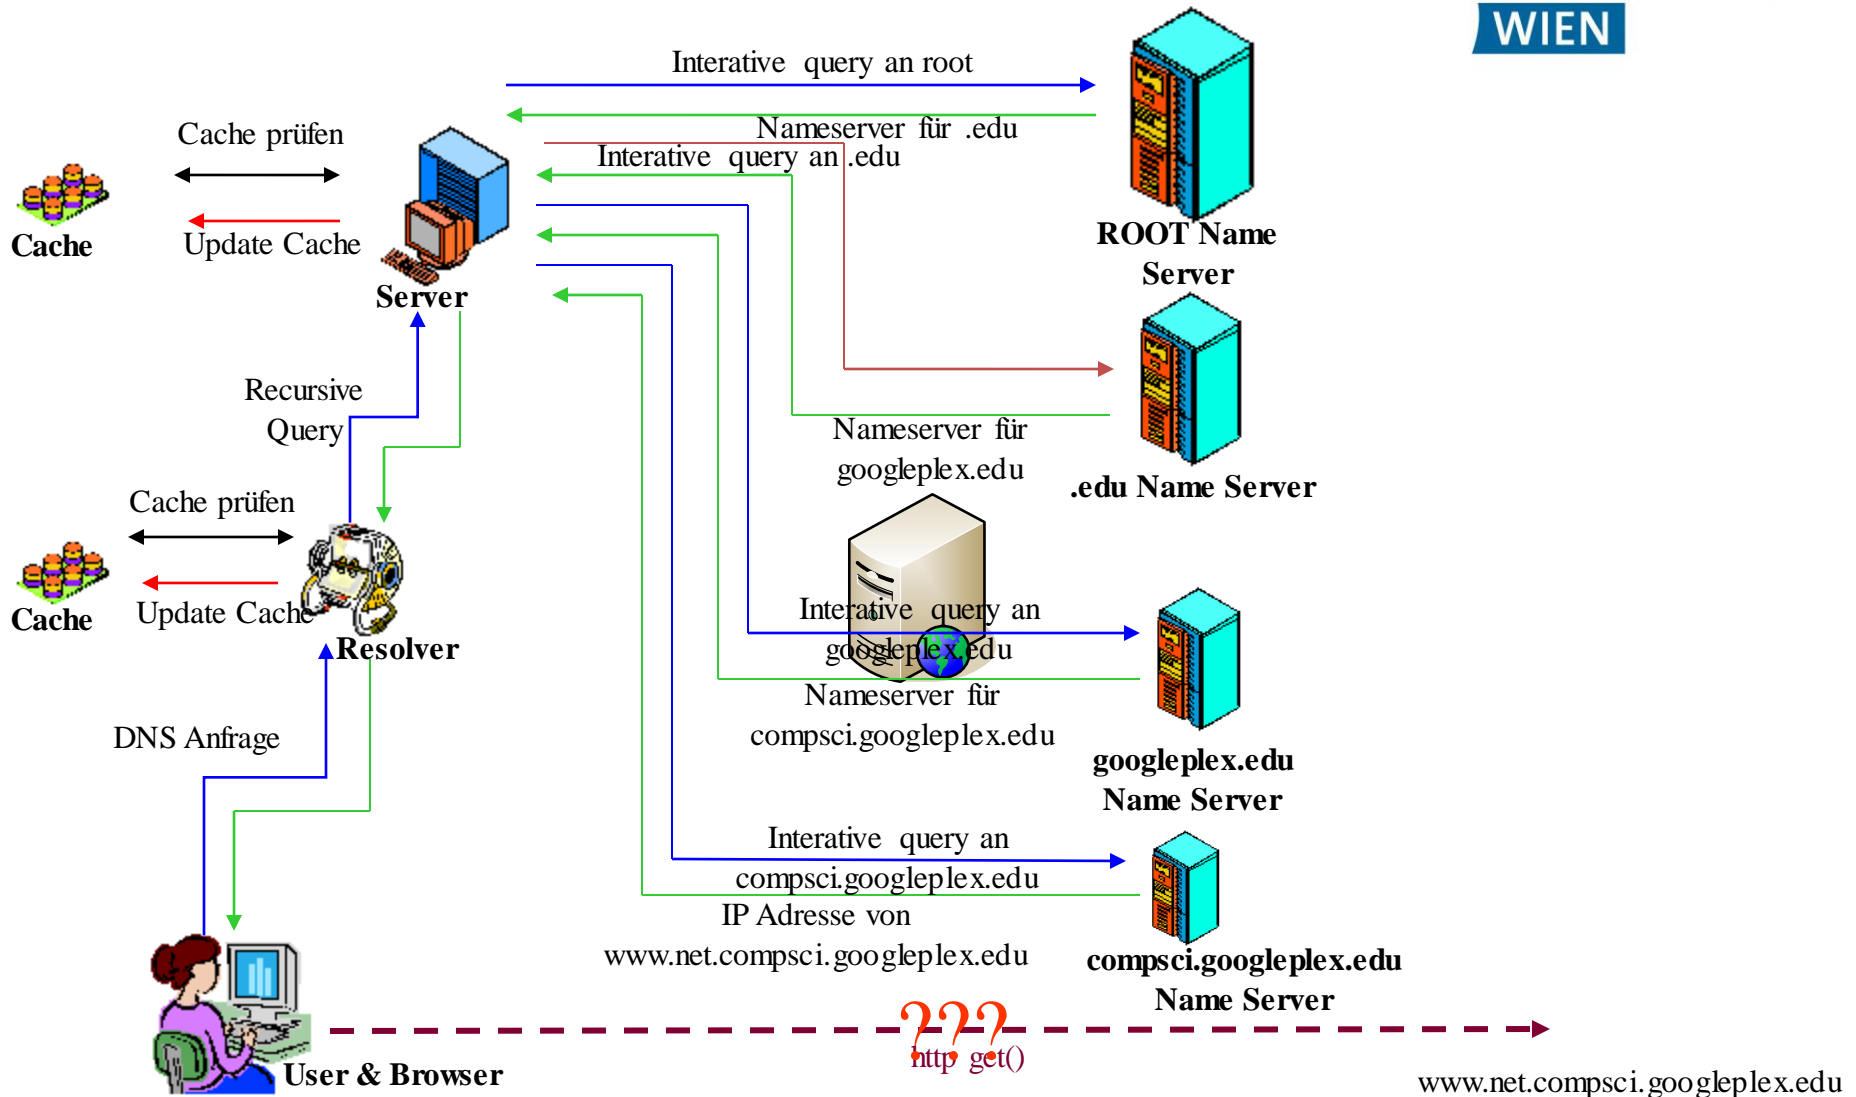 WIEN
Interative query an root
Nameserver für .edu
Interative query an .edu
Cache prüfen
Update Cache
Cache
Server
ROOT Name
Server
Recursive
Query
Nameserver für
googleplex.edu
.edu Name Server
Cache prüfen
Update Cache
Cache
Resolver
Interative query an
googleplex.edu
Nameserver für
compsci.googleplex.edu
googleplex.edu
Name Server
DNS Anfrage
Interative query an
compsci.googleplex.edu
IP Adresse von
www.net.compsci.googleplex.edu
compsci.googleplex.edu
Name Server
???
http get()
User & Browser
www.net.compsci.googleplex.edu